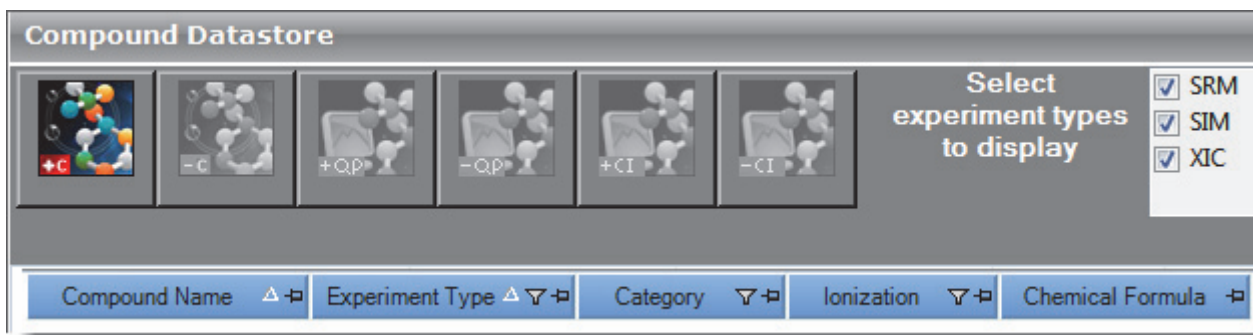 Compound Datastore
+C
-C
+QP
-QP
+CI
-CI
Select
experiment types
to display
SRM
SIM
XIC
Compound Name
Experiment Type
Category
Ionization
Chemical Formula